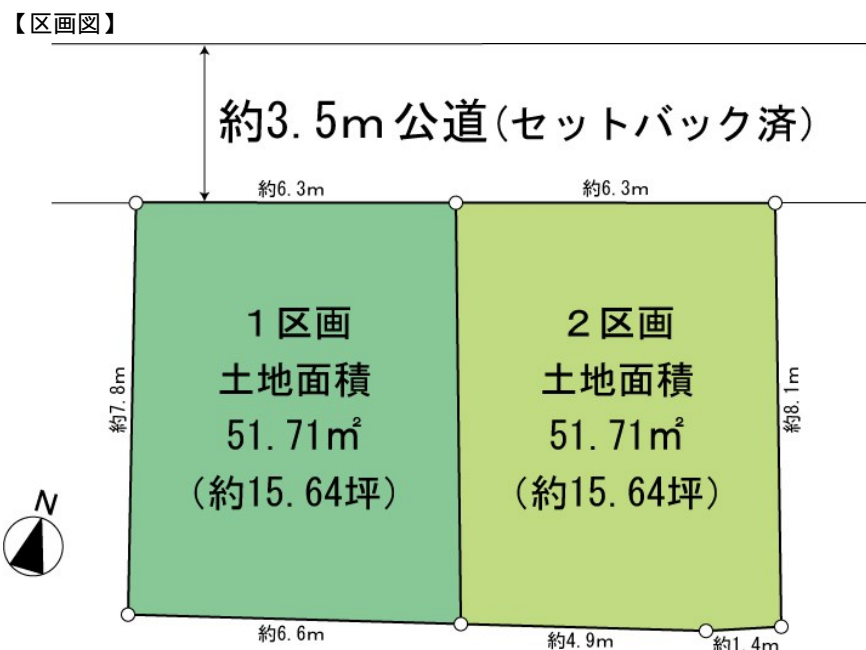 【区画図】
約3.5m公道(セットバック済)
約6.3m
約6.3m
1区画
土地面積
51.71㎡
(約15.64坪)
2区画
土地面積
51.71㎡
(約15.64坪)
約7.8m
約8.1m
N
約6.6m
約4.9m
約1.4m